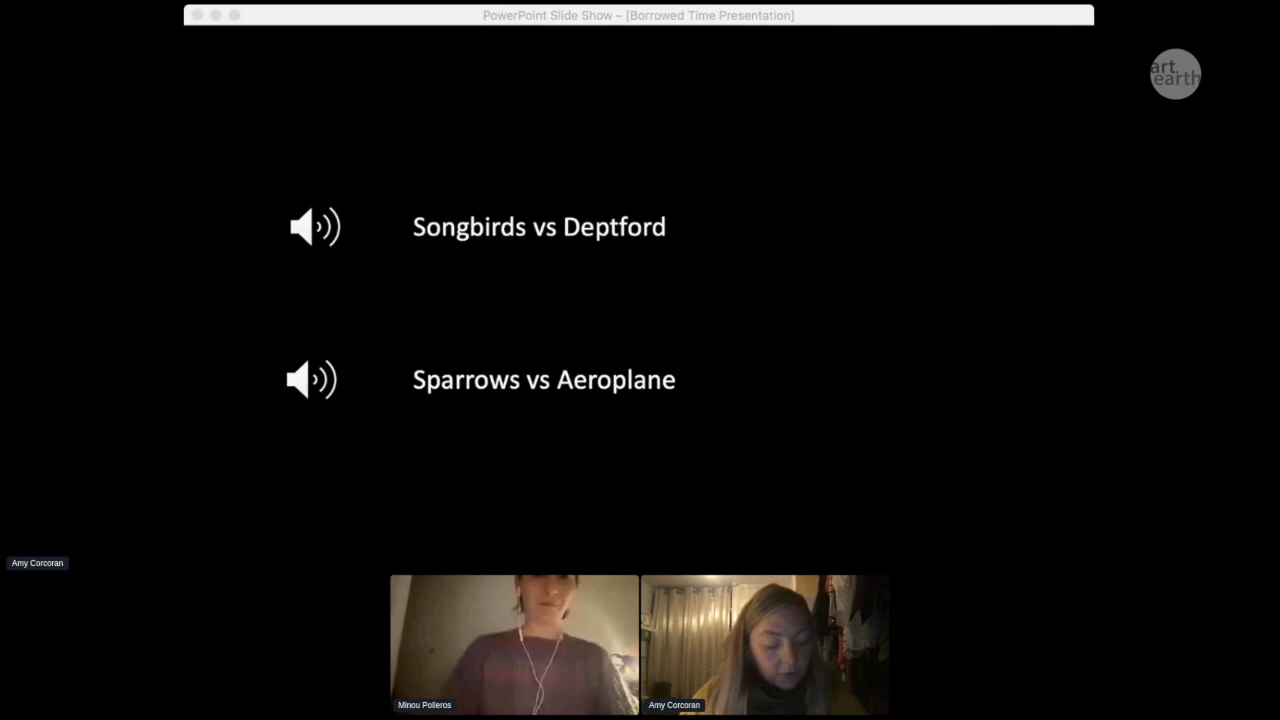 PowerPoint Slide Show – [Borrowed Time Presentation]
art.
earth
Songbirds vs Deptford
Sparrows vs Aeroplane
Amy Corcoran
Minou Polleros
Amy Corcoran